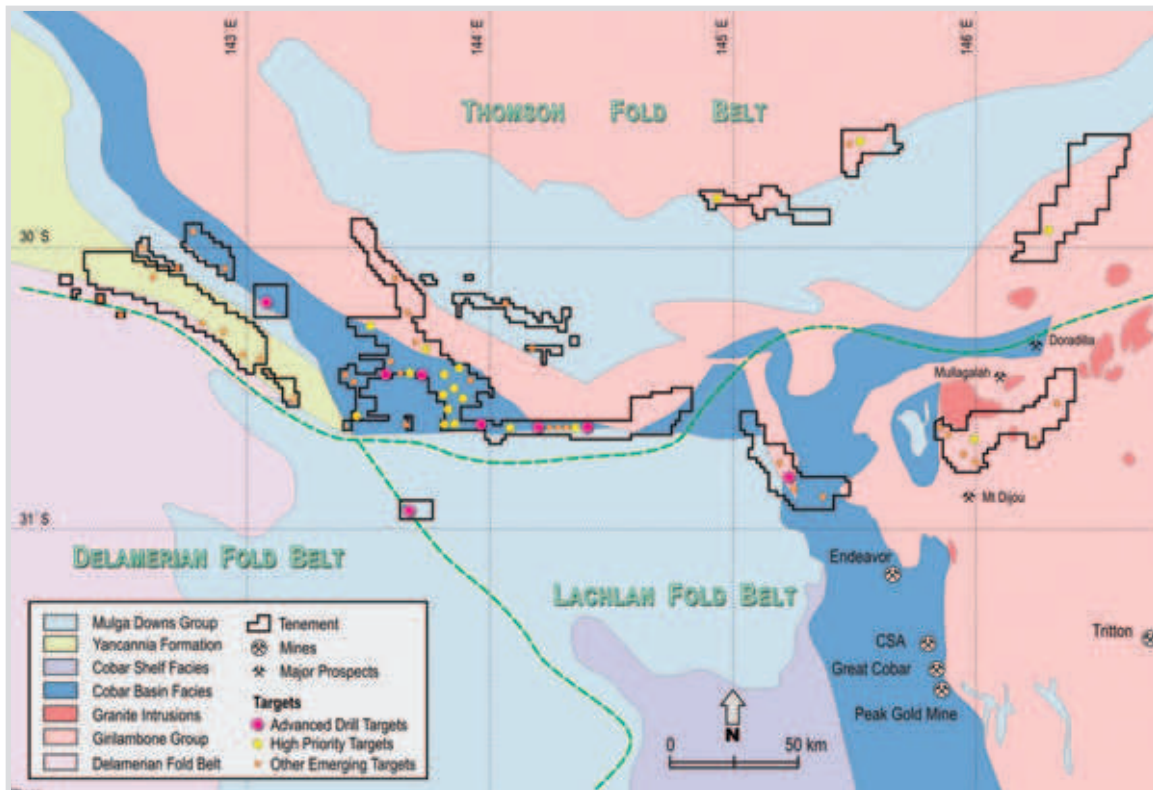 143°E
144°E
145°E
146°E
THOMSON FOLD BELT
30°S
Doradilla
Mullagalah
Mt Dijou
31°S
DELAMERIAN FOLD BELT
Endeavor
LACHLAN FOLD BELT
CSA
Tritton
Great Cobar
Peak Gold Mine
Mulga Downs Group
Yancannia Formation
Cobar Shelf Facies
Cobar Basin Facies
Granite Intrusions
Girilambone Group
Delamerian Fold Belt
Tenement
Mines
Major Prospects
Targets
Advanced Drill Targets
High Priority Targets
Other Emerging Targets
N
0 50 km